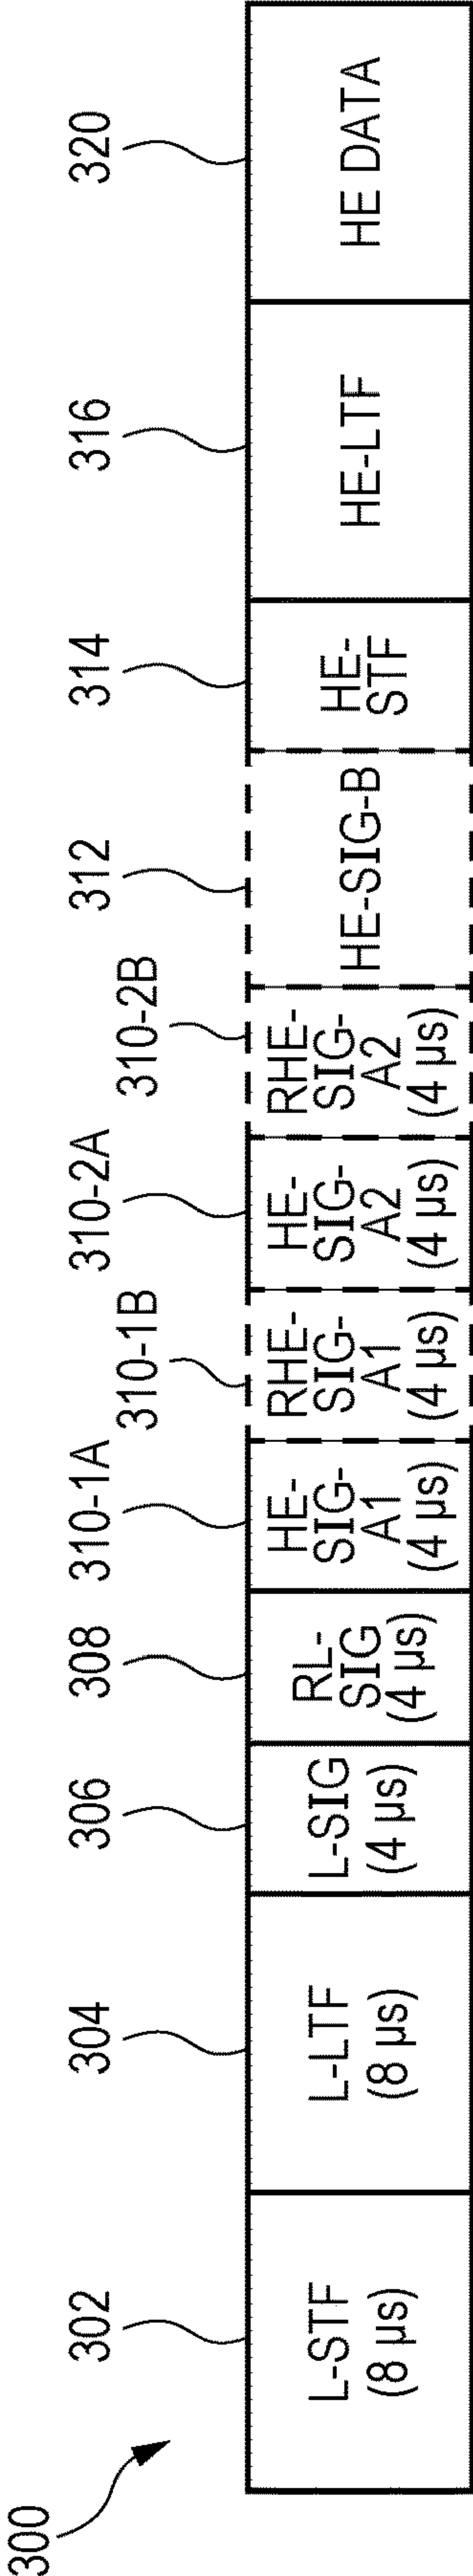 300
302
304
306
308
310-1A
310-1B
310-2A
310-2B
312
314
316
320
L-STF
(8 µs)
L-LTF
(8 µs)
L-SIG
(4 µs)
RL-
SIG
(4 µs)
HE-
SIG-
A1
(4 µs)
RHE-
SIG-
A1
(4 µs)
HE-
SIG-
A2
(4 µs)
RHE-
SIG-
A2
(4 µs)
HE-SIG-B
HE-
STF
HE-LTF
HE DATA